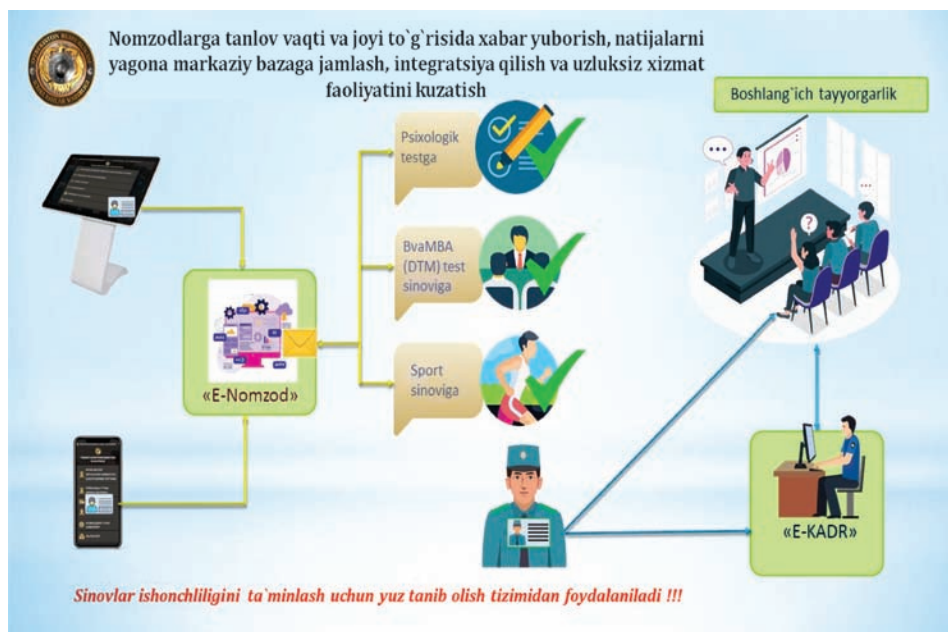 Nomzodlarga tanlov vaqti va joyi to`g`risida xabar yuborish, natijalarni
yagona markaziy bazaga jamlash, integratsiya qilish va uzluksiz xizmat
faoliyatini kuzatish
Boshlang`ich tayyorgarlik
Psixologik
testga
BvaMBA
(DTM) test
sinoviga
Sport
sinoviga
«E-Nomzod»
«E-KADR»
Sinovlar ishonchliligini ta`minlash uchun yuz tanib olish tizimidan foydalaniladi !!!